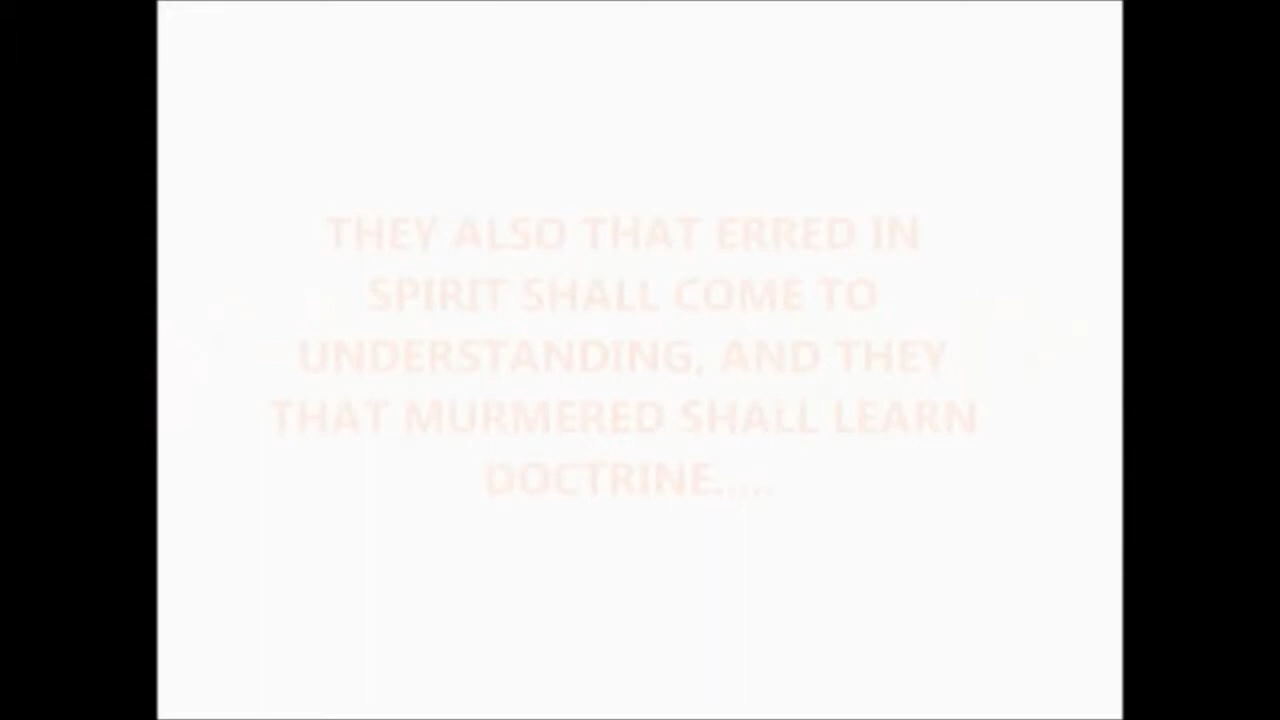 THEY ALSO THAT ERRED IN
SPIRIT SHALL COME TO
UNDERSTANDING, AND THEY
THAT MURMERED SHALL LEARN
DOCTRINE.....